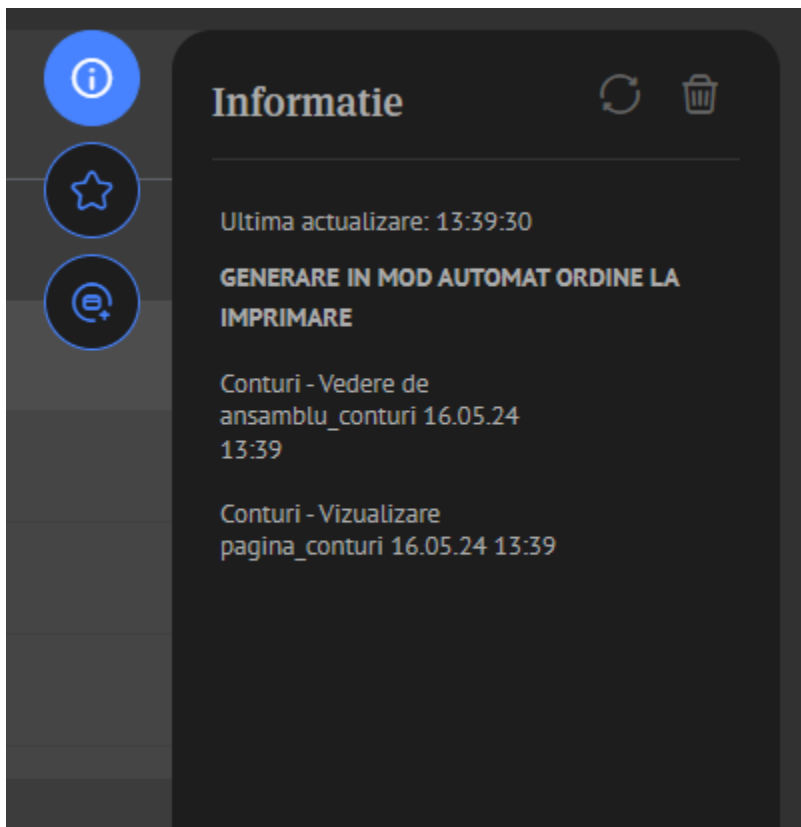 Informatie
Ultima actualizare: 13:39:30
GENERARE IN MOD AUTOMAT ORDINE LA
IMPRIMARE
Conturi - Vedere de
ansamblu_conturi 16.05.24
13:39
Conturi - Vizualizare
pagina_conturi 16.05.24 13:39